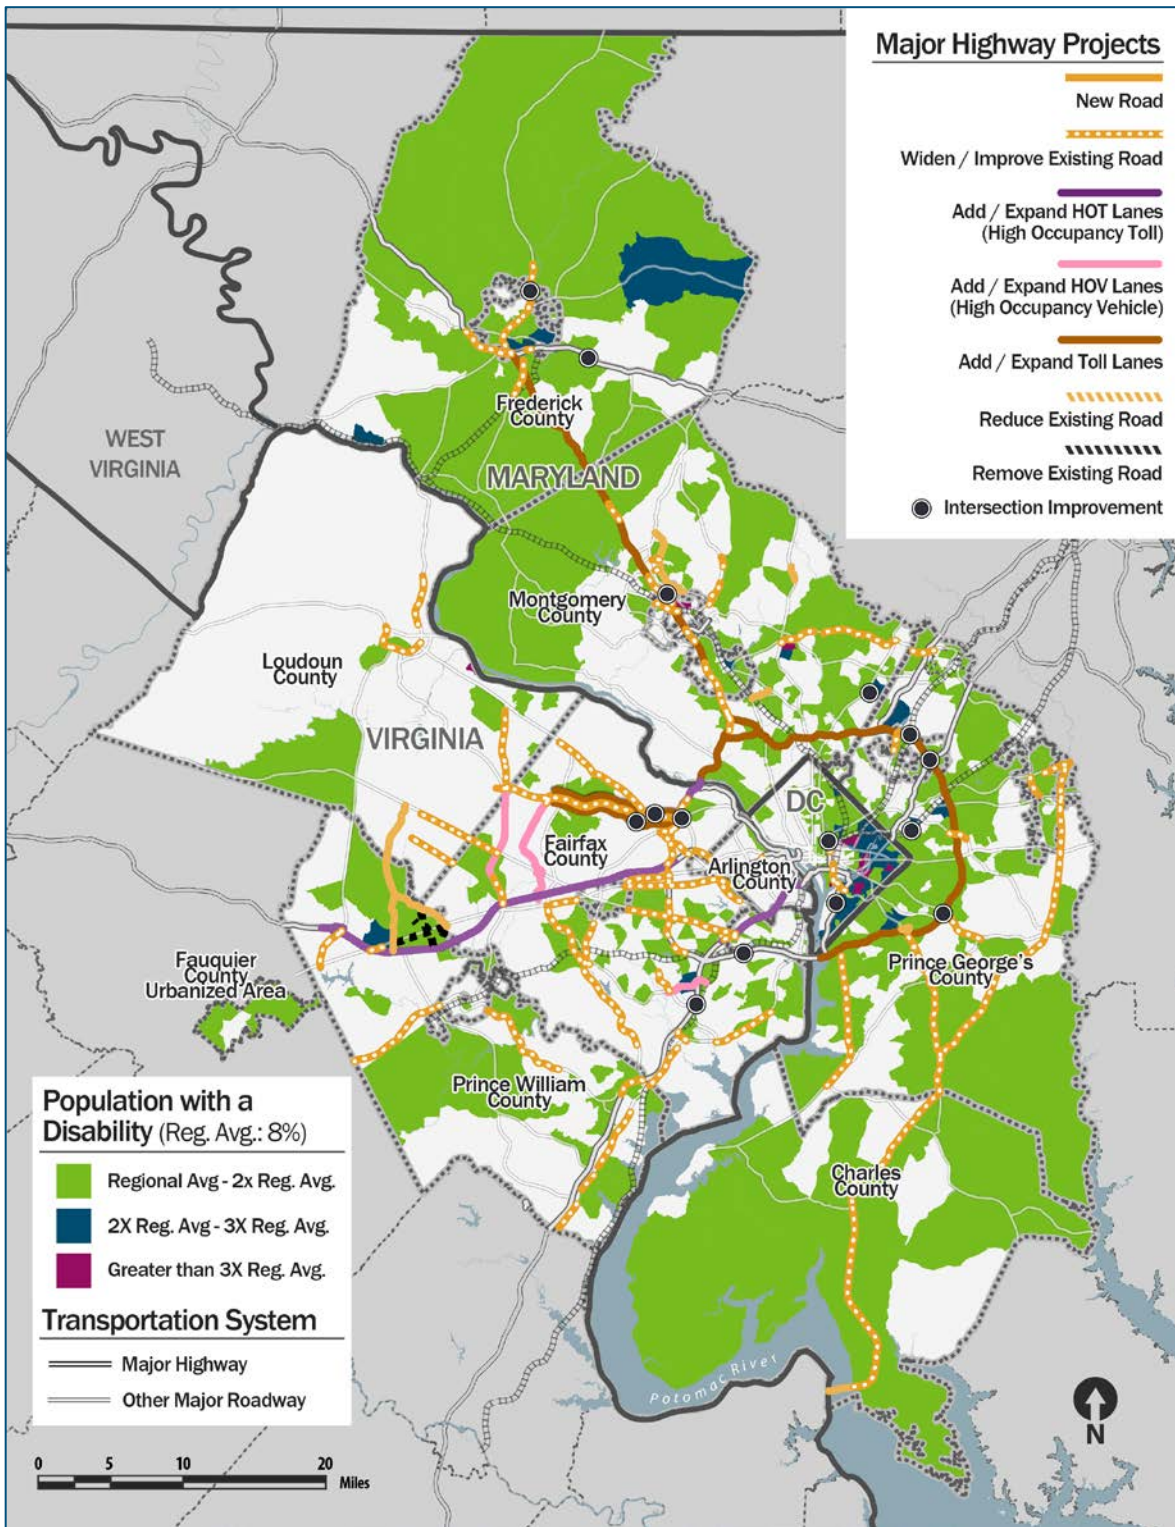 Major Highway Projects
New Road
Widen / Improve Existing Road
Add / Expand HOT Lanes
(High Occupancy Toll)
Add / Expand HOV Lanes
(High Occupancy Vehicle)
Add / Expand Toll Lanes
Reduce Existing Road
Remove Existing Road
Intersection Improvement
WEST
VIRGINIA
Frederick
County
MARYLAND
Montgomery
County
Loudoun
County
VIRGINIA
DC
Fairfax
County
Arlington
County
Fauquier
County
Urbanized Area
Prince George's
County
Prince William
County
Charles
County
Potomac River
Population with a
Disability (Reg. Avg.: 8%)
Regional Avg - 2x Reg. Avg.
2X Reg. Avg - 3X Reg. Avg.
Greater than 3X Reg. Avg.
Transportation System
Major Highway
Other Major Roadway
N
0 5 10 20
Miles